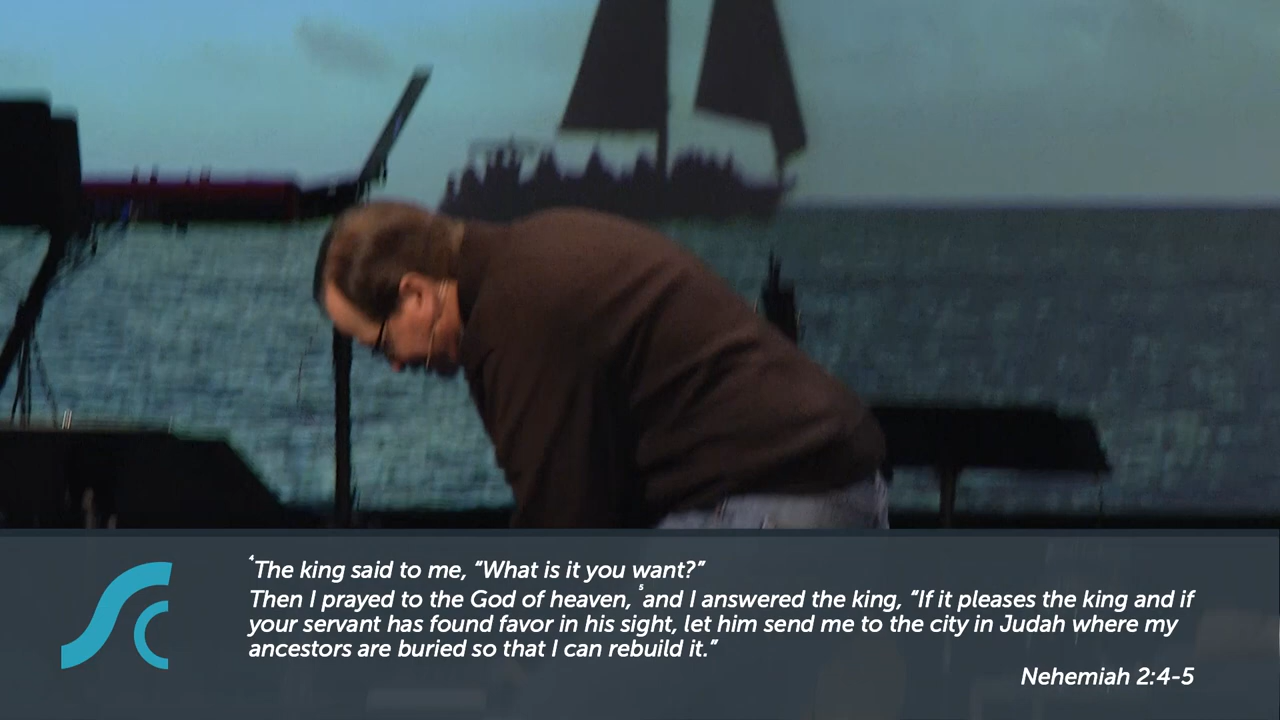 ⁴The king said to me, “What is it you want?”
Then I prayed to the God of heaven, ⁵and I answered the king, “If it pleases the king and if
your servant has found favor in his sight, let him send me to the city in Judah where my
ancestors are buried so that I can rebuild it.”
Nehemiah 2:4-5